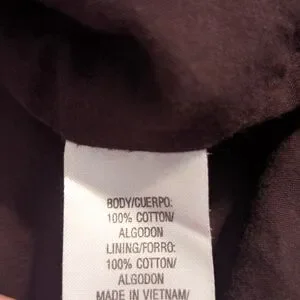 BODY/CUERPO:
100% COTTON/
ALGODON
LINING/FORRO:
100% COTTON/
ALGODON
MADE IN VIETNAM/